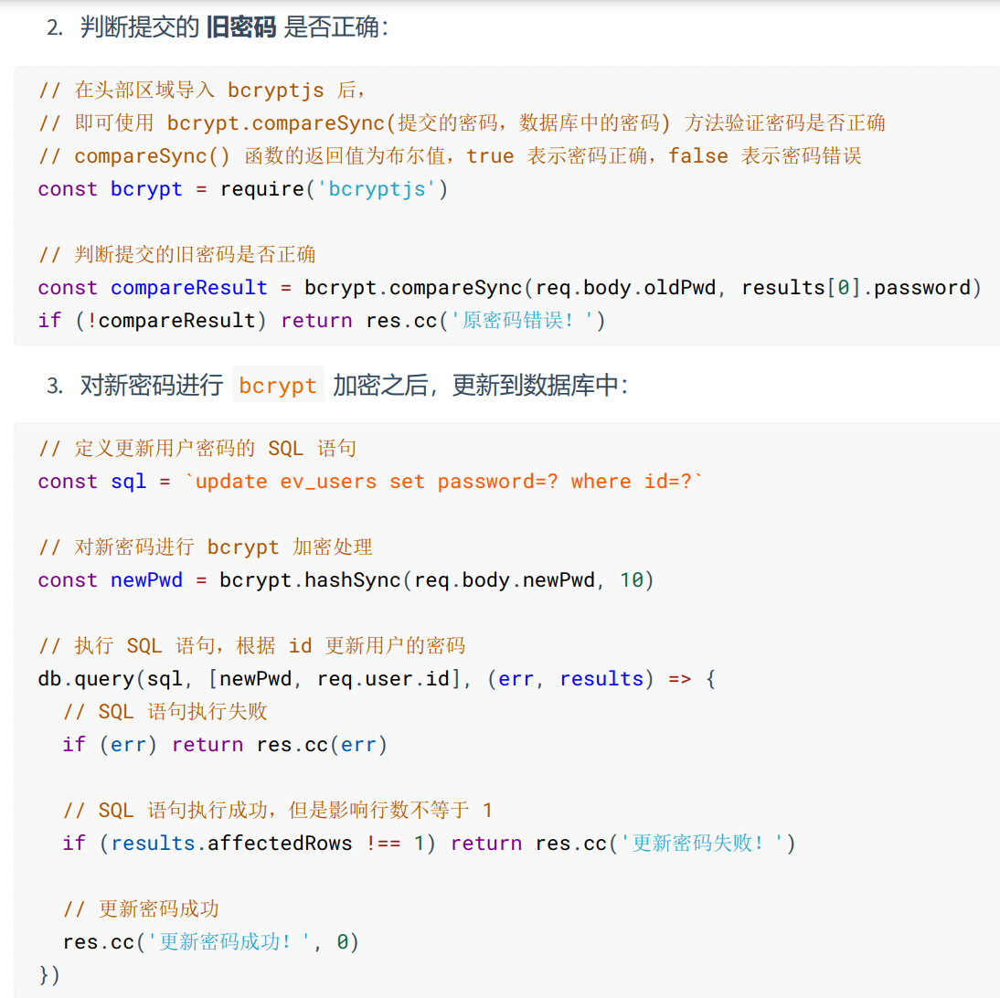 2. 判断提交的 旧密码 是否正确：
// 在头部区域导入 bcryptjs 后，
// 即可使用 bcrypt.compareSync(提交的密码，数据库中的密码) 方法验证密码是否正确
// compareSync() 函数的返回值为布尔值，true 表示密码正确，false 表示密码错误
const bcrypt = require('bcryptjs')
// 判断提交的旧密码是否正确
const compareResult = bcrypt.compareSync(req.body.oldPwd, results[0].password)
if (!compareResult) return res.cc('原密码错误！')
3. 对新密码进行 bcrypt 加密之后，更新到数据库中：
// 定义更新用户密码的 SQL 语句
const sql = `update ev_users set password=? where id=?`
// 对新密码进行 bcrypt 加密处理
const newPwd = bcrypt.hashSync(req.body.newPwd, 10)
// 执行 SQL 语句，根据 id 更新用户的密码
db.query(sql, [newPwd, req.user.id], (err, results) => {
// SQL 语句执行失败
if (err) return res.cc(err)
// SQL 语句执行成功，但是影响行数不等于 1
if (results.affectedRows !== 1) return res.cc('更新密码失败！')
// 更新密码成功
res.cc('更新密码成功！', 0)
})